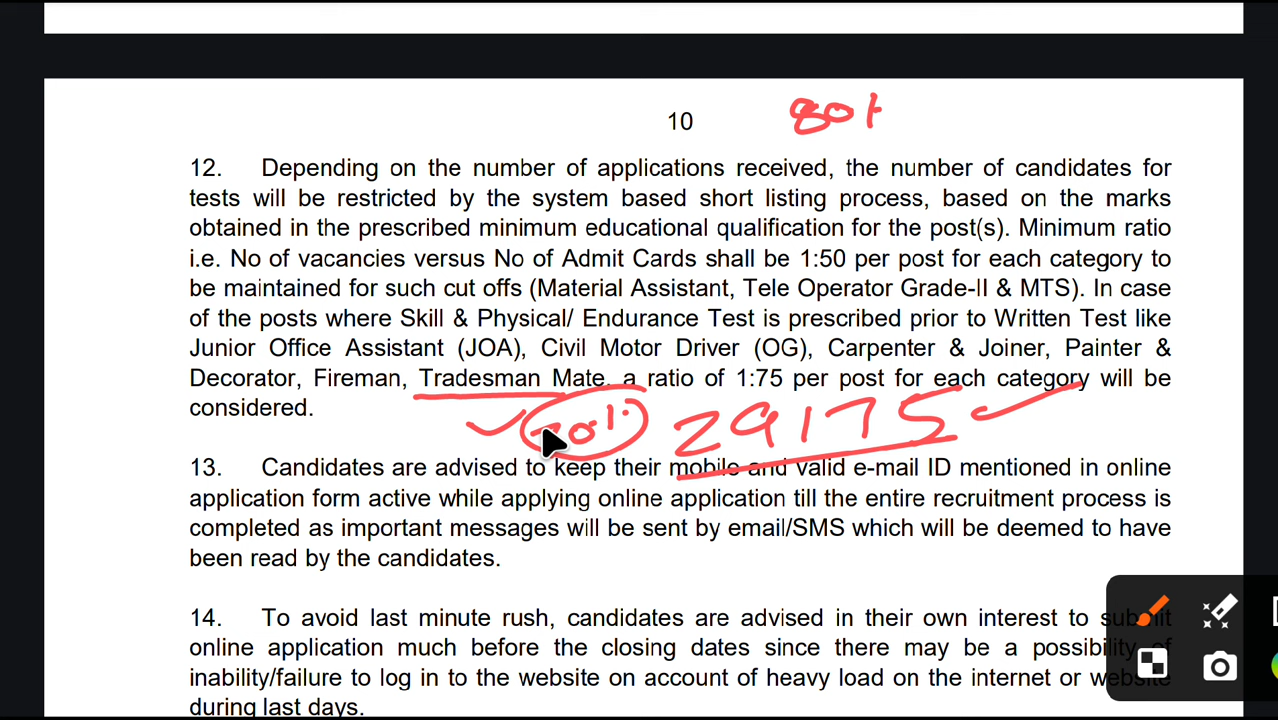 10
80+
12. Depending on the number of applications received, the number of candidates for
tests will be restricted by the system based short listing process, based on the marks
obtained in the prescribed minimum educational qualification for the post(s). Minimum ratio
i.e. No of vacancies versus No of Admit Cards shall be 1:50 per post for each category to
be maintained for such cut offs (Material Assistant, Tele Operator Grade-II & MTS). In case
of the posts where Skill & Physical/ Endurance Test is prescribed prior to Written Test like
Junior Office Assistant (JOA), Civil Motor Driver (OG), Carpenter & Joiner, Painter &
Decorator, Fireman, Tradesman Mate, a ratio of 1:75 per post for each category will be
considered.
29175
13. Candidates are advised to keep their mobile and valid e-mail ID mentioned in online
application form active while applying online application till the entire recruitment process is
completed as important messages will be sent by email/SMS which will be deemed to have
been read by the candidates.
14. To avoid last minute rush, candidates are advised in their own interest to submit
online application much before the closing dates since there may be a possibility of
inability/failure to log in to the website on account of heavy load on the internet or website
during last days.